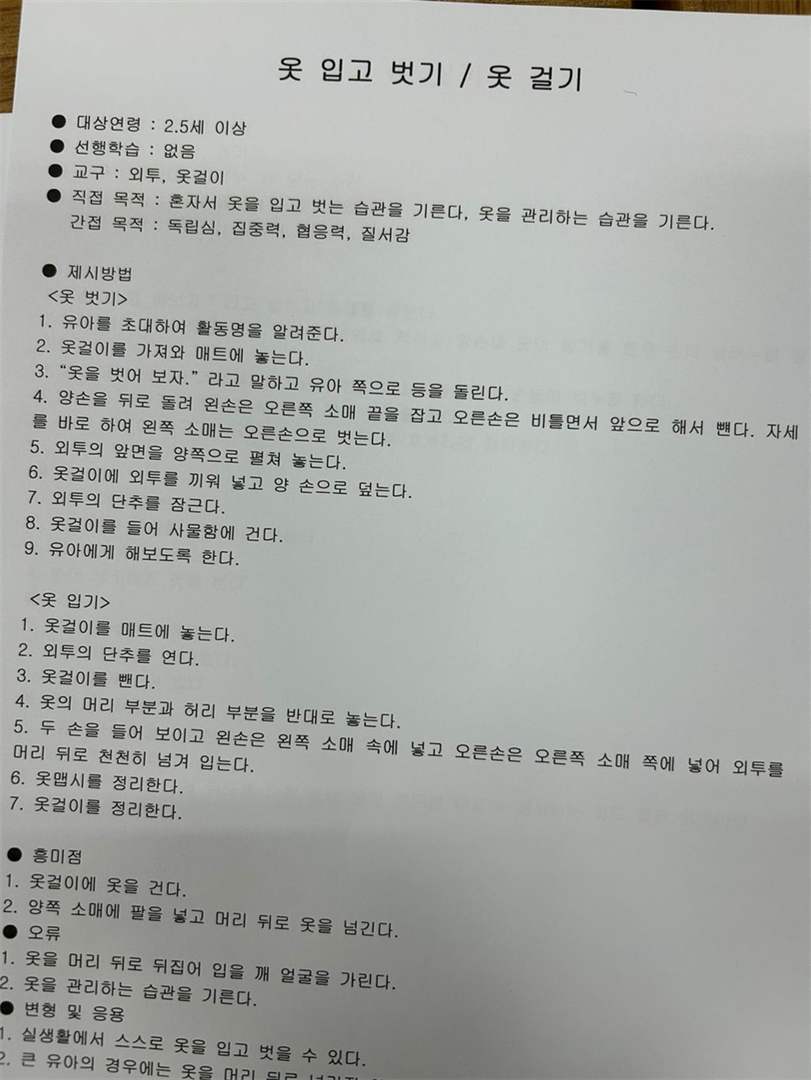 옷 입고 벗기 / 옷 걸기
● 대상연령 : 2.5세 이상
● 선행학습 : 없음
● 교구 : 외투, 옷걸이
● 직접 목적 : 혼자서 옷을 입고 벗는 습관을 기른다, 옷을 관리하는 습관을 기른다.
간접 목적 : 독립심, 집중력, 협응력, 질서감
● 제시방법
<옷 벗기>
1. 유아를 초대하여 활동명을 알려준다.
2. 옷걸이를 가져와 매트에 놓는다.
3. “옷을 벗어 보자.” 라고 말하고 유아 쪽으로 등을 돌린다.
4. 양손을 뒤로 돌려 왼손은 오른쪽 소매 끝을 잡고 오른손은 비틀면서 앞으로 해서 뺀다. 자세
를 바로 하여 왼쪽 소매는 오른손으로 벗는다.
5. 외투의 앞면을 양쪽으로 펼쳐 놓는다.
6. 옷걸이에 외투를 끼워 넣고 양 손으로 덮는다.
7. 외투의 단추를 잠근다.
8. 옷걸이를 들어 사물함에 건다.
9. 유아에게 해보도록 한다.
<옷 입기>
1. 옷걸이를 매트에 놓는다.
2. 외투의 단추를 연다.
3. 옷걸이를 뺀다.
4. 옷의 머리 부분과 허리 부분을 반대로 놓는다.
5. 두 손을 들어 보이고 왼손은 왼쪽 소매 속에 넣고 오른손은 오른쪽 소매 쪽에 넣어 외투를
머리 뒤로 천천히 넘겨 입는다.
6. 옷맵시를 정리한다.
7. 옷걸이를 정리한다.
● 흥미점
1. 옷걸이에 옷을 건다.
2. 양쪽 소매에 팔을 넣고 머리 뒤로 옷을 넘긴다.
● 오류
1. 옷을 머리 뒤로 뒤집어 입을 깨 얼굴을 가린다.
2. 옷을 관리하는 습관을 기른다.
● 변형 및 응용
1. 실생활에서 스스로 옷을 입고 벗을 수 있다.
2. 큰 유아의 경우에는 옷을 머리 뒤로